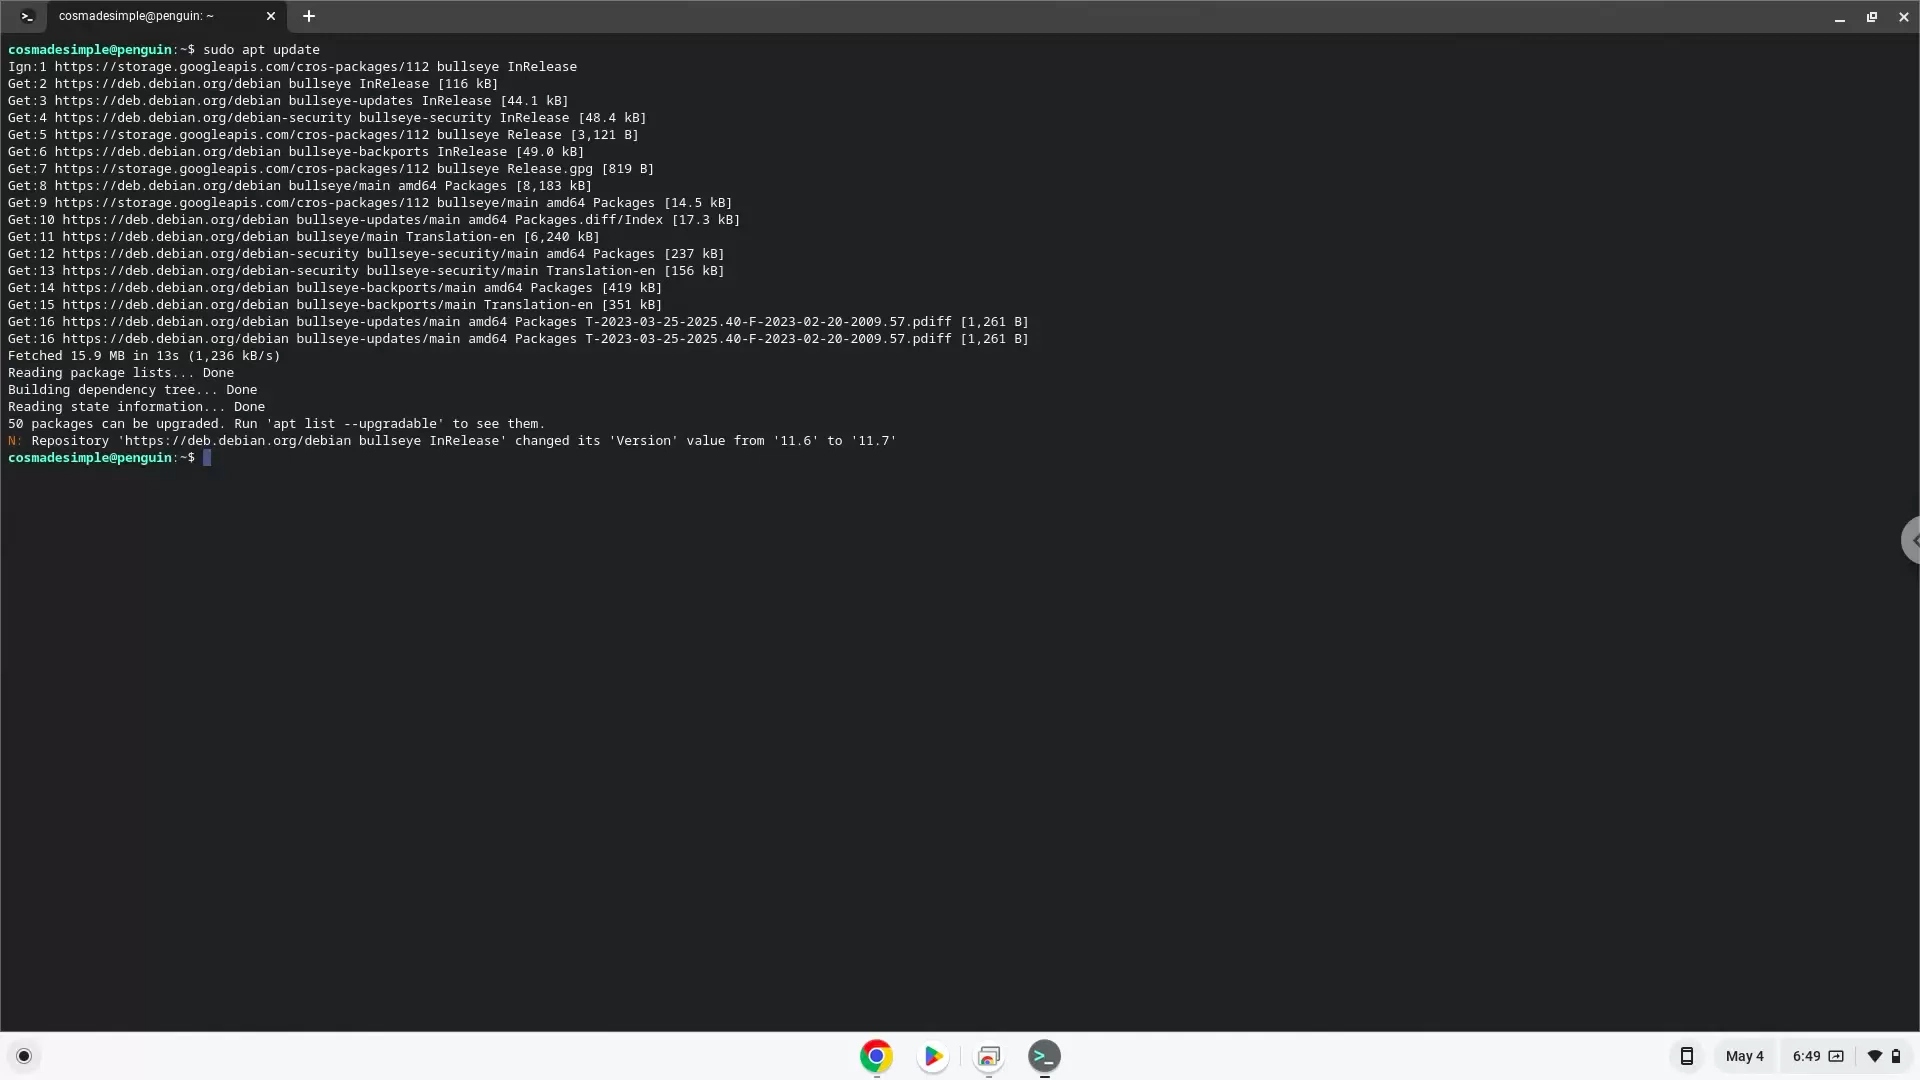 cosmadesimple@penguin: ~
cosmadesimple@penguin:~$ sudo apt update
Ign:1 https://storage.googleapis.com/cros-packages/112 bullseye InRelease
Get:2 https://deb.debian.org/debian bullseye InRelease [116 kB]
Get:3 https://deb.debian.org/debian bullseye-updates InRelease [44.1 kB]
Get:4 https://deb.debian.org/debian-security bullseye-security InRelease [48.4 kB]
Get:5 https://storage.googleapis.com/cros-packages/112 bullseye Release [3,121 B]
Get:6 https://deb.debian.org/debian bullseye-backports InRelease [49.0 kB]
Get:7 https://storage.googleapis.com/cros-packages/112 bullseye Release.gpg [819 B]
Get:8 https://deb.debian.org/debian bullseye/main amd64 Packages [8,183 kB]
Get:9 https://storage.googleapis.com/cros-packages/112 bullseye/main amd64 Packages [14.5 kB]
Get:10 https://deb.debian.org/debian bullseye-updates/main amd64 Packages.diff/Index [17.3 kB]
Get:11 https://deb.debian.org/debian bullseye/main Translation-en [6,240 kB]
Get:12 https://deb.debian.org/debian-security bullseye-security/main amd64 Packages [237 kB]
Get:13 https://deb.debian.org/debian-security bullseye-security/main Translation-en [156 kB]
Get:14 https://deb.debian.org/debian bullseye-backports/main amd64 Packages [419 kB]
Get:15 https://deb.debian.org/debian bullseye-backports/main Translation-en [351 kB]
Get:16 https://deb.debian.org/debian bullseye-updates/main amd64 Packages T-2023-03-25-2025.40-F-2023-02-20-2009.57.pdiff [1,261 B]
Get:16 https://deb.debian.org/debian bullseye-updates/main amd64 Packages T-2023-03-25-2025.40-F-2023-02-20-2009.57.pdiff [1,261 B]
Fetched 15.9 MB in 13s (1,236 kB/s)
Reading package lists... Done
Building dependency tree... Done
Reading state information... Done
50 packages can be upgraded. Run 'apt list --upgradable' to see them.
N: Repository 'https://deb.debian.org/debian bullseye InRelease' changed its 'Version' value from '11.6' to '11.7'
cosmadesimple@penguin:~$
May 4 6:49